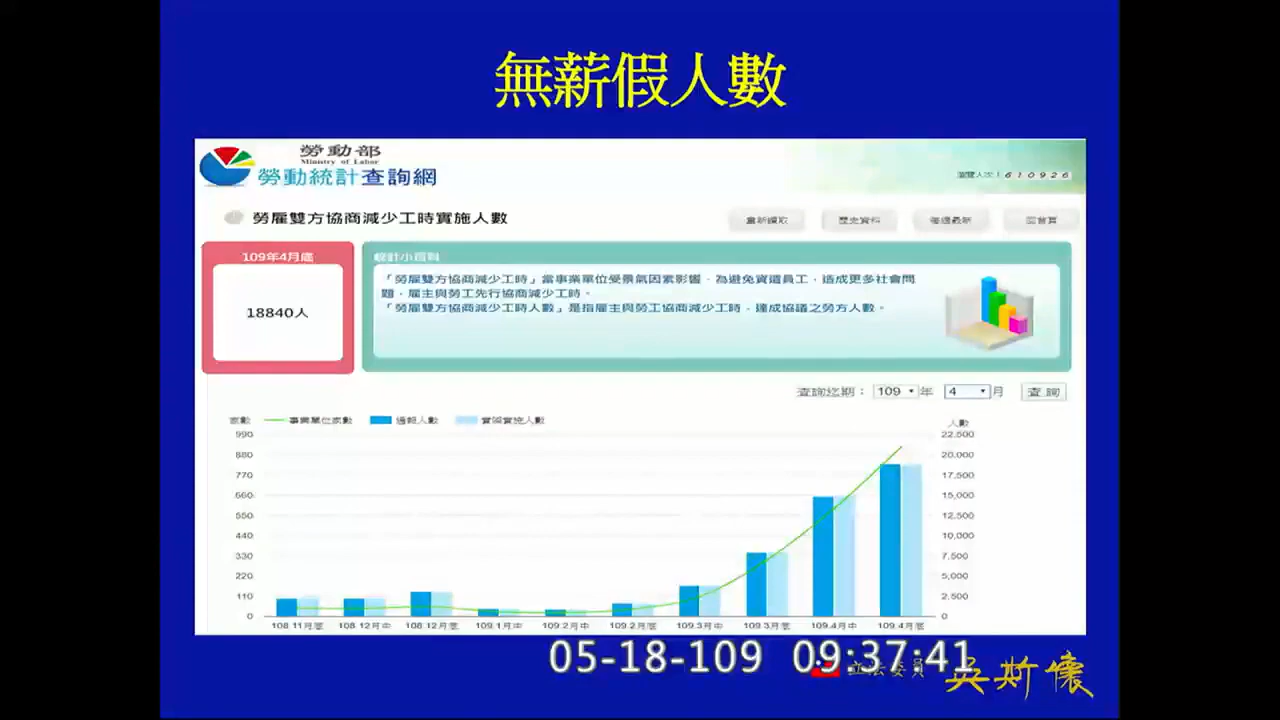 無薪假人數
勞動部
Ministry of Labor
勞動統計查詢網
瀏覽人次：610926
勞雇雙方協商減少工時實施人數
重新讀取 歷史資料 每週最新 回首頁
109年4月底
18840人
統計小百科
「勞雇雙方協商減少工時」當事業單位受景氣因素影響，為避免資遣員工，造成更多社會問
題，雇主與勞工先行協商減少工時。
「勞雇雙方協商減少工時人數」是指雇主與勞工協商減少工時，達成協議之勞方人數。
查詢迄期： 109 年 4 月 查詢
家數 事業單位家數 通報人數 實際實施人數 人數
990 22,500
880 20,000
770 17,500
660 15,000
550 12,500
440 10,000
330 7,500
220 5,000
110 2,500
0 0
108.11月底 108.12月中 108.12月底 109.1月中 109.2月中 109.2月底 109.3月中 109.3月底 109.4月中 109.4月底
05-18-109 09:37:41
立法委員 吳斯懷